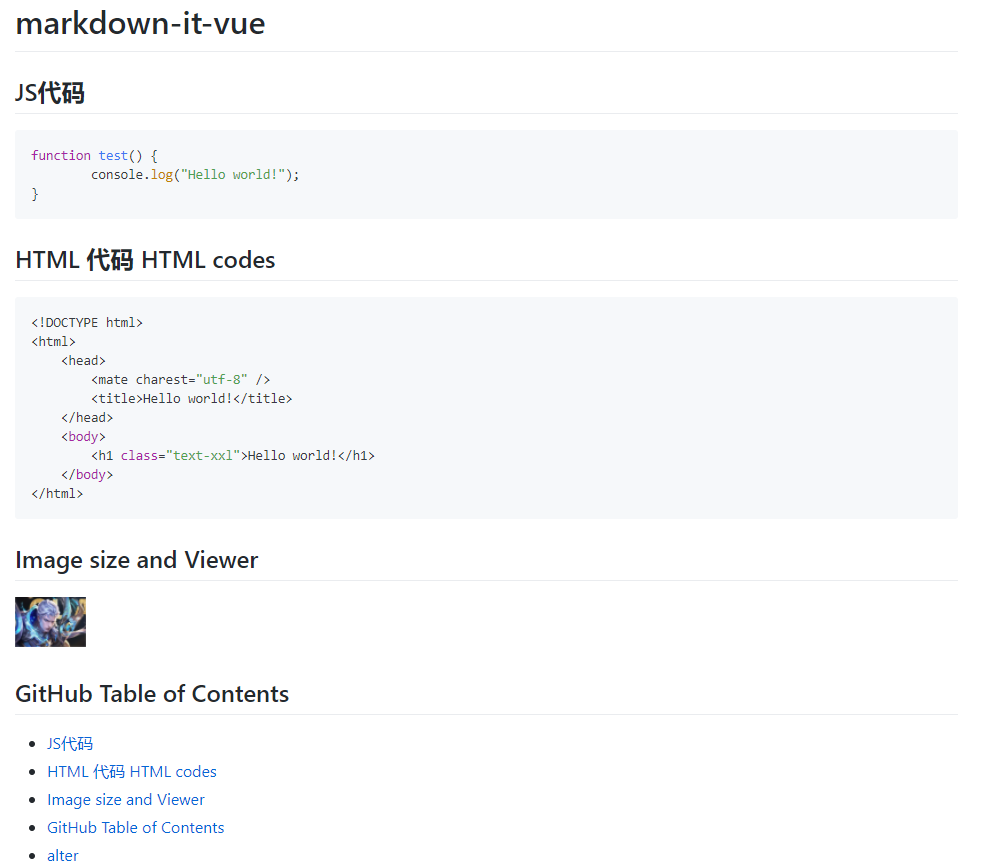 markdown-it-vue
JS代码
function test() {
        console.log("Hello world!");
}
HTML 代码 HTML codes
<!DOCTYPE html>
<html>
    <head>
        <mate charest="utf-8" />
        <title>Hello world!</title>
    </head>
    <body>
        <h1 class="text-xxl">Hello world!</h1>
    </body>
</html>
Image size and Viewer
GitHub Table of Contents
JS代码
HTML 代码 HTML codes
Image size and Viewer
GitHub Table of Contents
alter